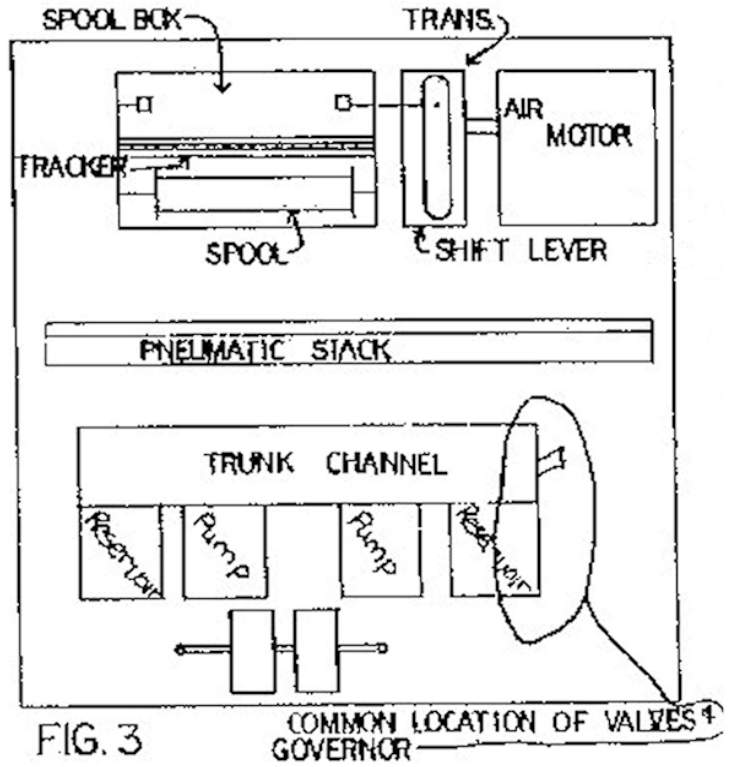 SPOOL BOX
TRANS.
AIR
MOTOR
TRACKER
SPOOL
SHIFT LEVER
PNEUMATIC STACK
TRUNK CHANNEL
Reservoir
Pump
Pump
Reservoir
FIG. 3
COMMON LOCATION OF VALVES +
GOVERNOR